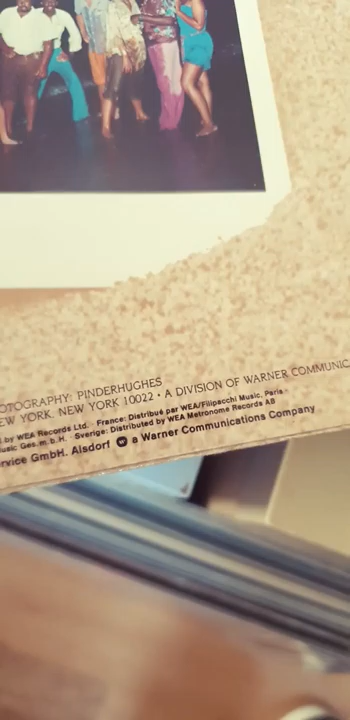 OTOGRAPHY: PINDERHUGHES
EW YORK, NEW YORK 10022 • A DIVISION OF WARNER COMMUNIC
by WEA Records Ltd. France: Distribué par WEA/Filipacchi Music, Paris -
usic Ges.m.b.H. Sverige: Distributed by WEA Metronome Records AB
rvice GmbH. Alsdorf W a Warner Communications Company